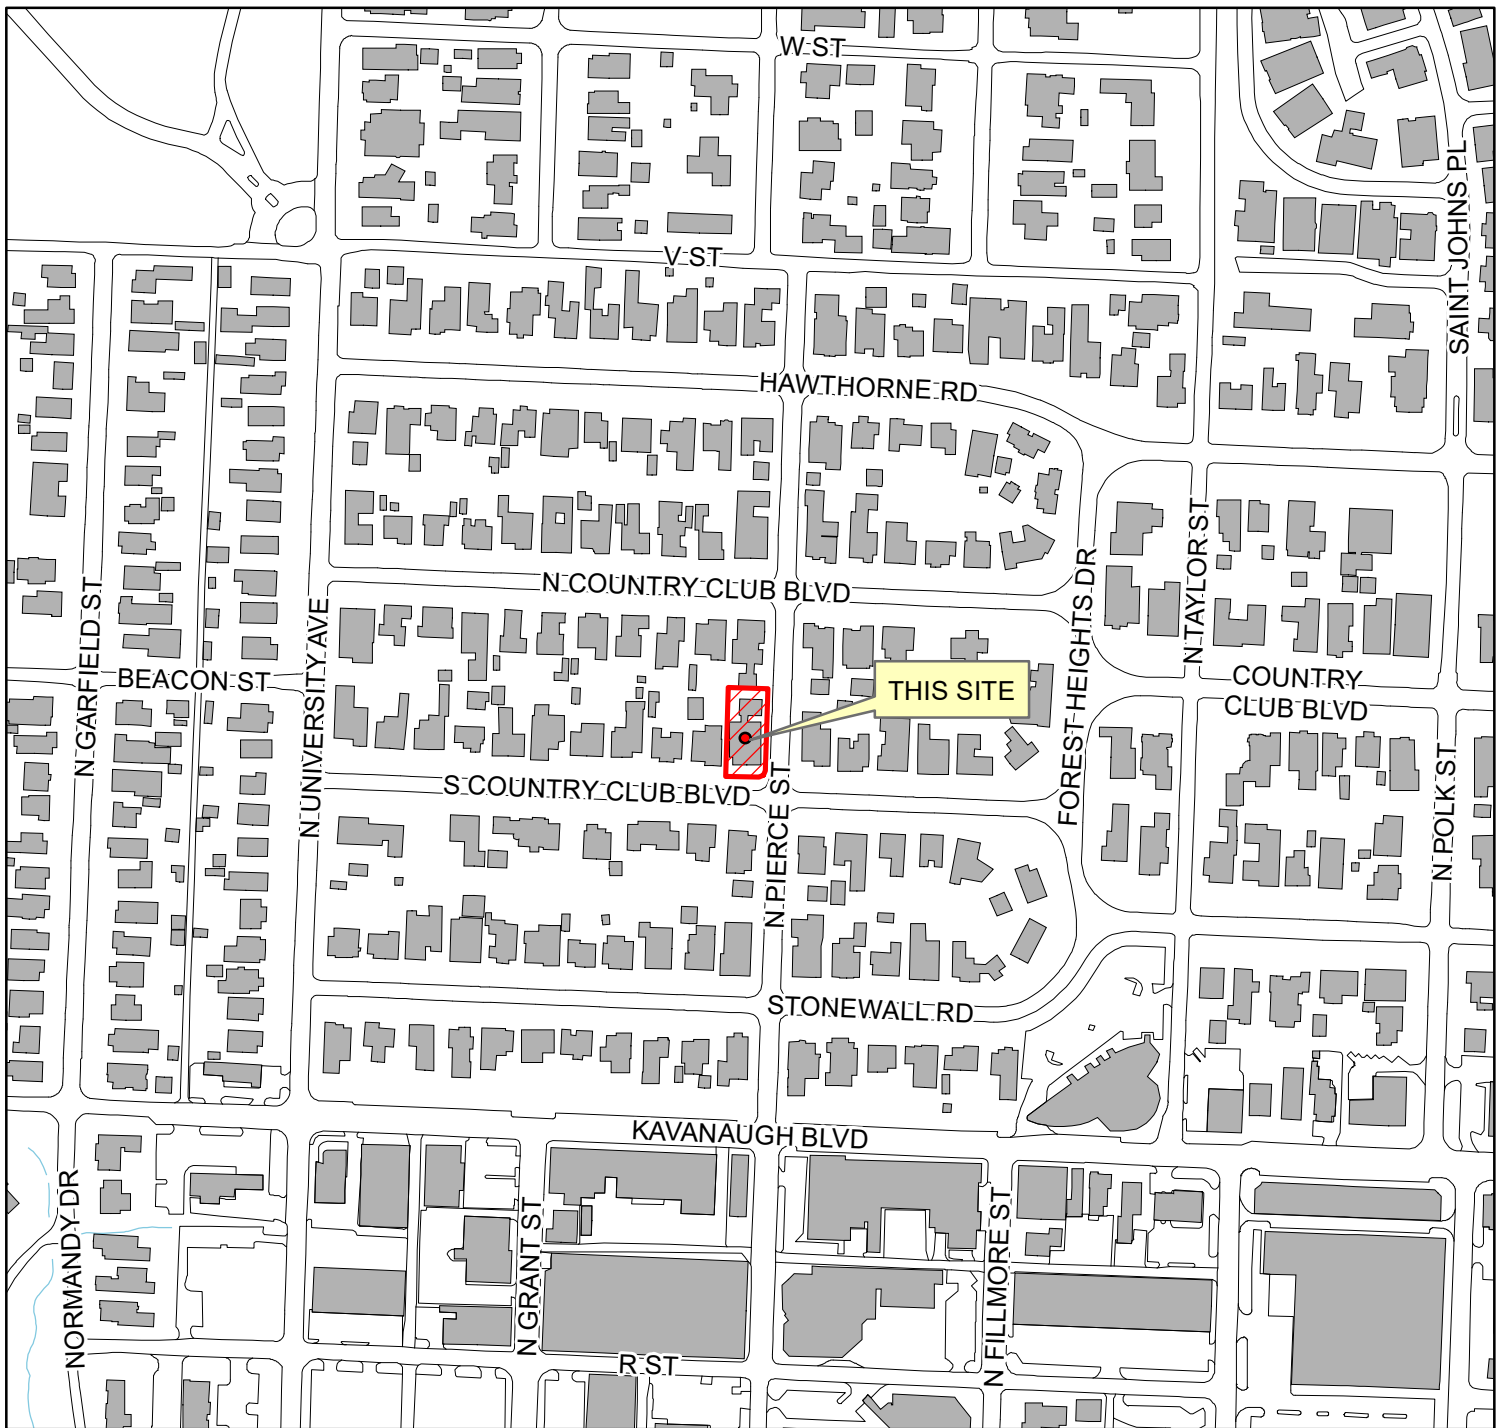 W ST
V ST
SAINT JOHNS PL
HAWTHORNE RD
N COUNTRY CLUB BLVD
N GARFIELD ST
N UNIVERSITY AVE
FOREST HEIGHTS DR
N TAYLOR ST
BEACON ST
THIS SITE
COUNTRY
CLUB BLVD
S COUNTRY CLUB BLVD
N PIERCE ST
N POLK ST
STONEWALL RD
KAVANAUGH BLVD
NORMANDY DR
N GRANT ST
N FILLMORE ST
R ST